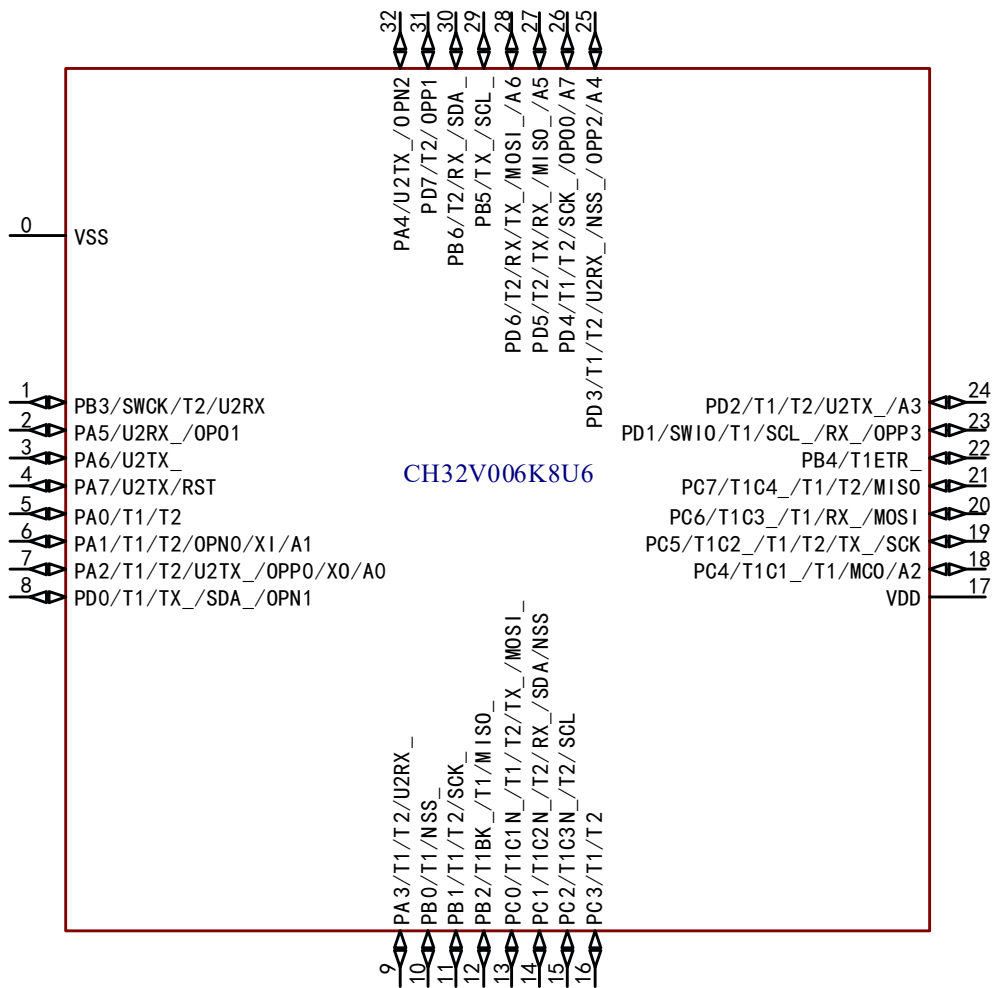 32 31 30 29 28 27 26 25
PA4/U2TX_/OPN2
PD7/T2/OPP1
PB6/T2/RX_/SDA_
PB5/TX_/SCL_
PD6/T2/RX/TX_/MOSI_/A6
PD5/T2/TX/RX_/MISO_/A5
PD4/T1/T2/SCK_/OPO0/A7
PD3/T1/T2/U2RX_/NSS_/OPP2/A4
0 VSS
1 PB3/SWCK/T2/U2RX
2 PA5/U2RX_/OPO1
3 PA6/U2TX_
4 PA7/U2TX/RST
5 PA0/T1/T2
6 PA1/T1/T2/OPN0/XI/A1
7 PA2/T1/T2/U2TX_/OPP0/XO/A0
8 PD0/T1/TX_/SDA_/OPN1
CH32V006K8U6
PD2/T1/T2/U2TX_/A3 24
PD1/SWIO/T1/SCL_/RX_/OPP3 23
PB4/T1ETR_ 22
PC7/T1C4_/T1/T2/MISO 21
PC6/T1C3_/T1/RX_/MOSI 20
PC5/T1C2_/T1/T2/TX_/SCK 19
PC4/T1C1_/T1/MCO/A2 18
VDD 17
PA3/T1/T2/U2RX_
PB0/T1/NSS_
PB1/T1/T2/SCK_
PB2/T1BK_/T1/MISO_
PC0/T1C1N_/T1/T2/TX_/MOSI_
PC1/T1C2N_/T2/RX_/SDA/NSS
PC2/T1C3N_/T2/SCL
PC3/T1/T2
9 10 11 12 13 14 15 16